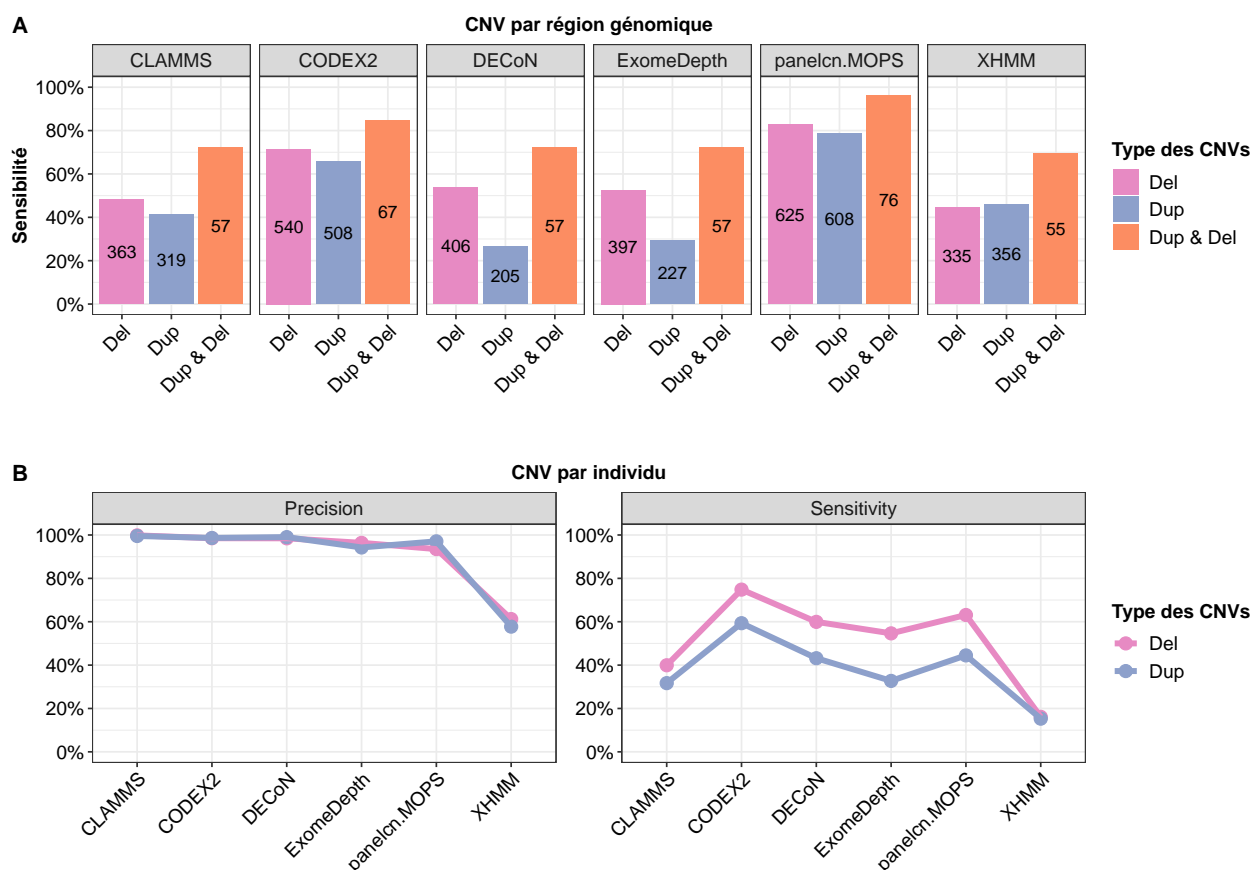 A
CNV par région génomique
CLAMMS CODEX2 DECoN ExomeDepth panelcn.MOPS XHMM
Sensibilité
100%
80%
60%
40%
20%
0%
363 319 57
540 508 67
406 205 57
397 227 57
625 608 76
335 356 55
Del Dup Dup & Del Del Dup Dup & Del Del Dup Dup & Del Del Dup Dup & Del Del Dup Dup & Del Del Dup Dup & Del
Type des CNVs
Del
Dup
Dup & Del
B
CNV par individu
Precision
100%
80%
60%
40%
20%
0%
CLAMMS CODEX2 DECoN ExomeDepth panelcn.MOPS XHMM
Sensitivity
100%
80%
60%
40%
20%
0%
CLAMMS CODEX2 DECoN ExomeDepth panelcn.MOPS XHMM
Type des CNVs
Del
Dup